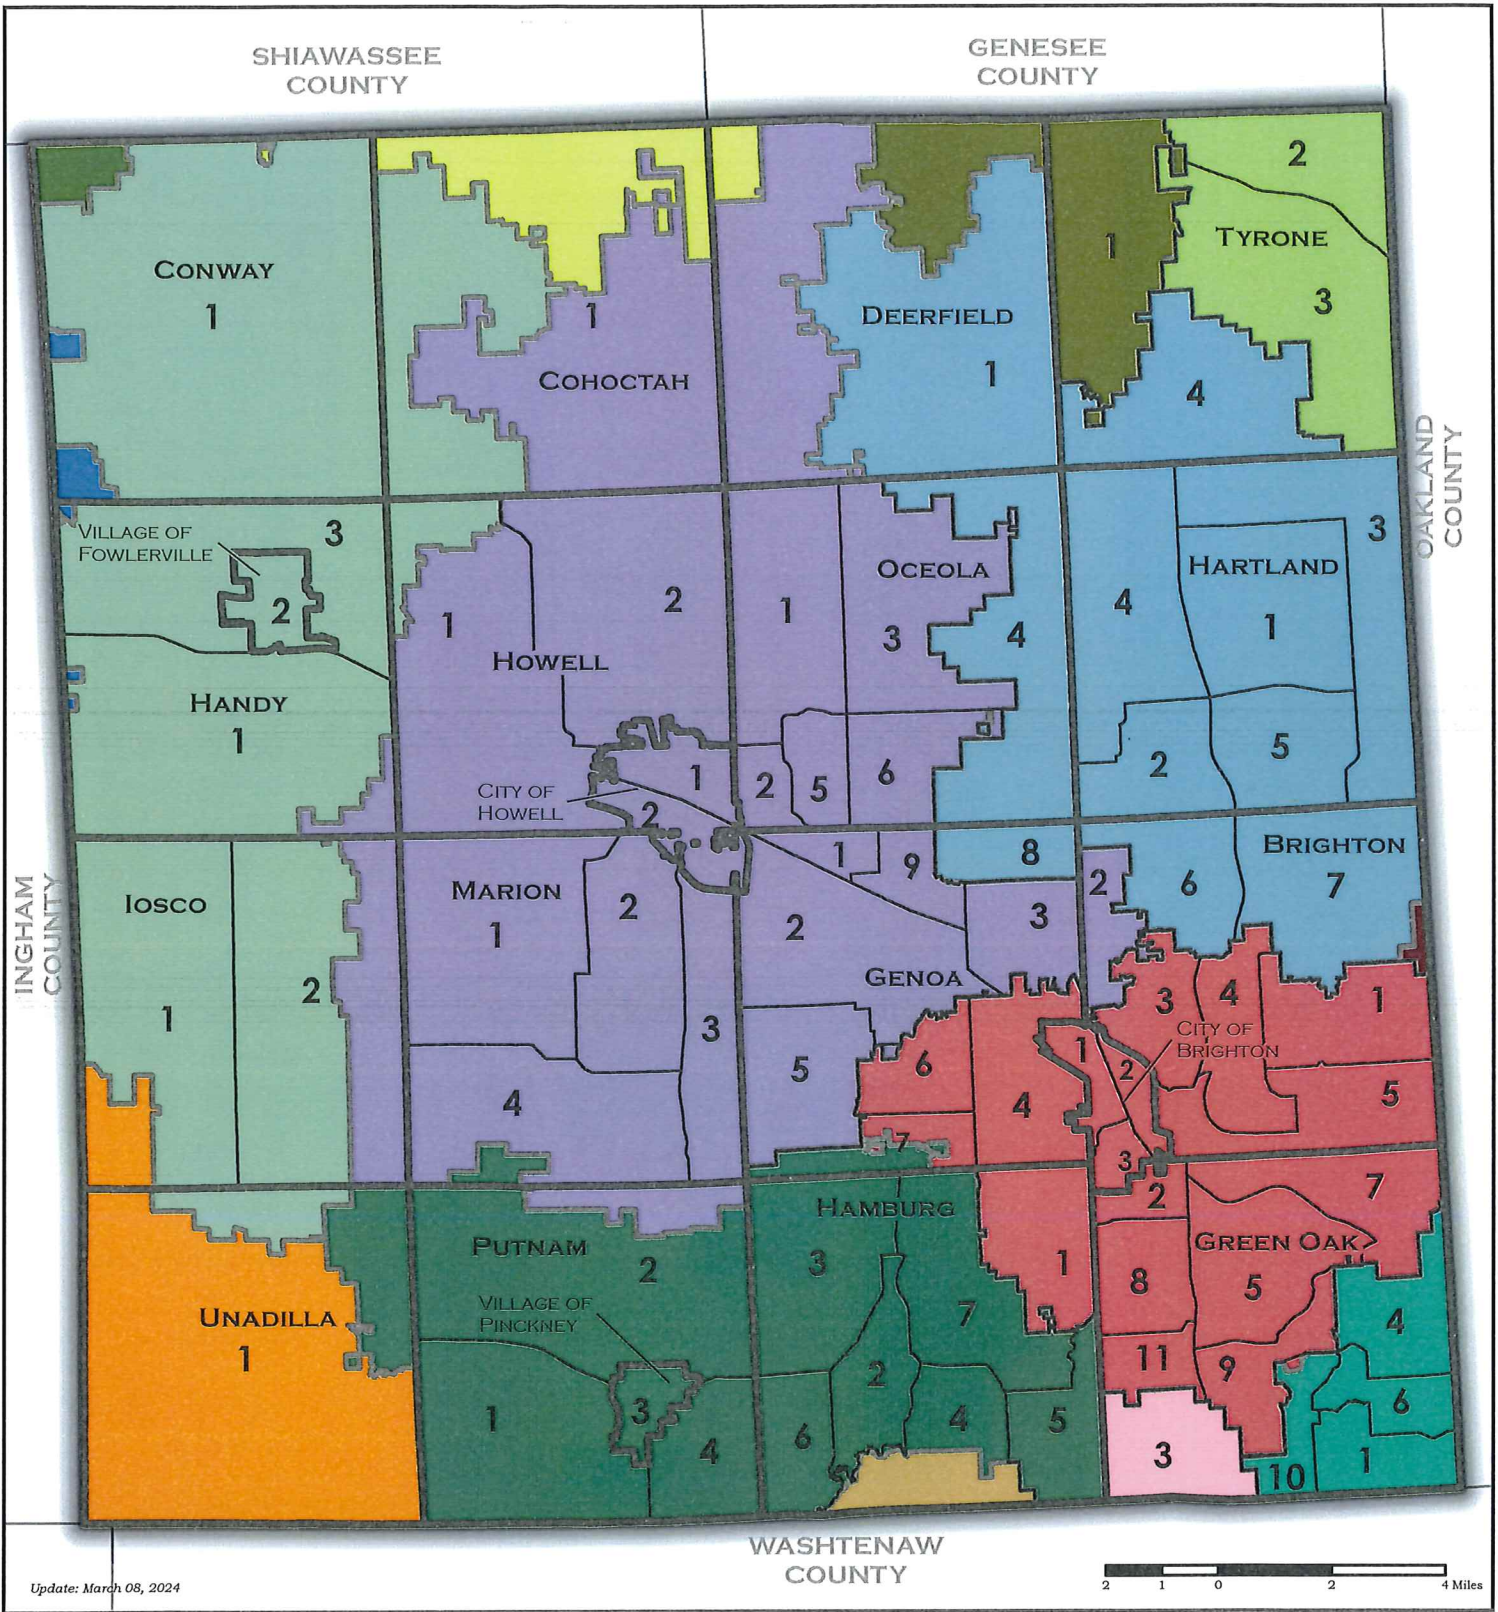 SHIAWASSEE
COUNTY
GENESEE
COUNTY
2
CONWAY
1
1
COHOCTAH
DEERFIELD
1
1
TYRONE
3
4
OAKLAND
COUNTY
VILLAGE OF
FOWLERVILLE
3
2
HANDY
1
1
2
HOWELL
CITY OF
HOWELL
1
2
OCEOLA
1
3
4
2
5
6
HARTLAND
3
4
1
2
5
INGHAM
COUNTY
IOSCO
1
2
MARION
1
2
3
4
1
9
8
2
3
GENOA
5
6
4
7
BRIGHTON
2
6
7
3
4
1
CITY OF
BRIGHTON
1
2
5
3
UNADILLA
1
PUTNAM
2
VILLAGE OF
PINCKNEY
1
3
4
HAMBURG
3
7
1
2
6
4
5
2
7
GREEN OAK
8
5
4
11
9
6
3
10
1
WASHTENAW
COUNTY
Update: March 08, 2024
2 1 0 2 4 Miles